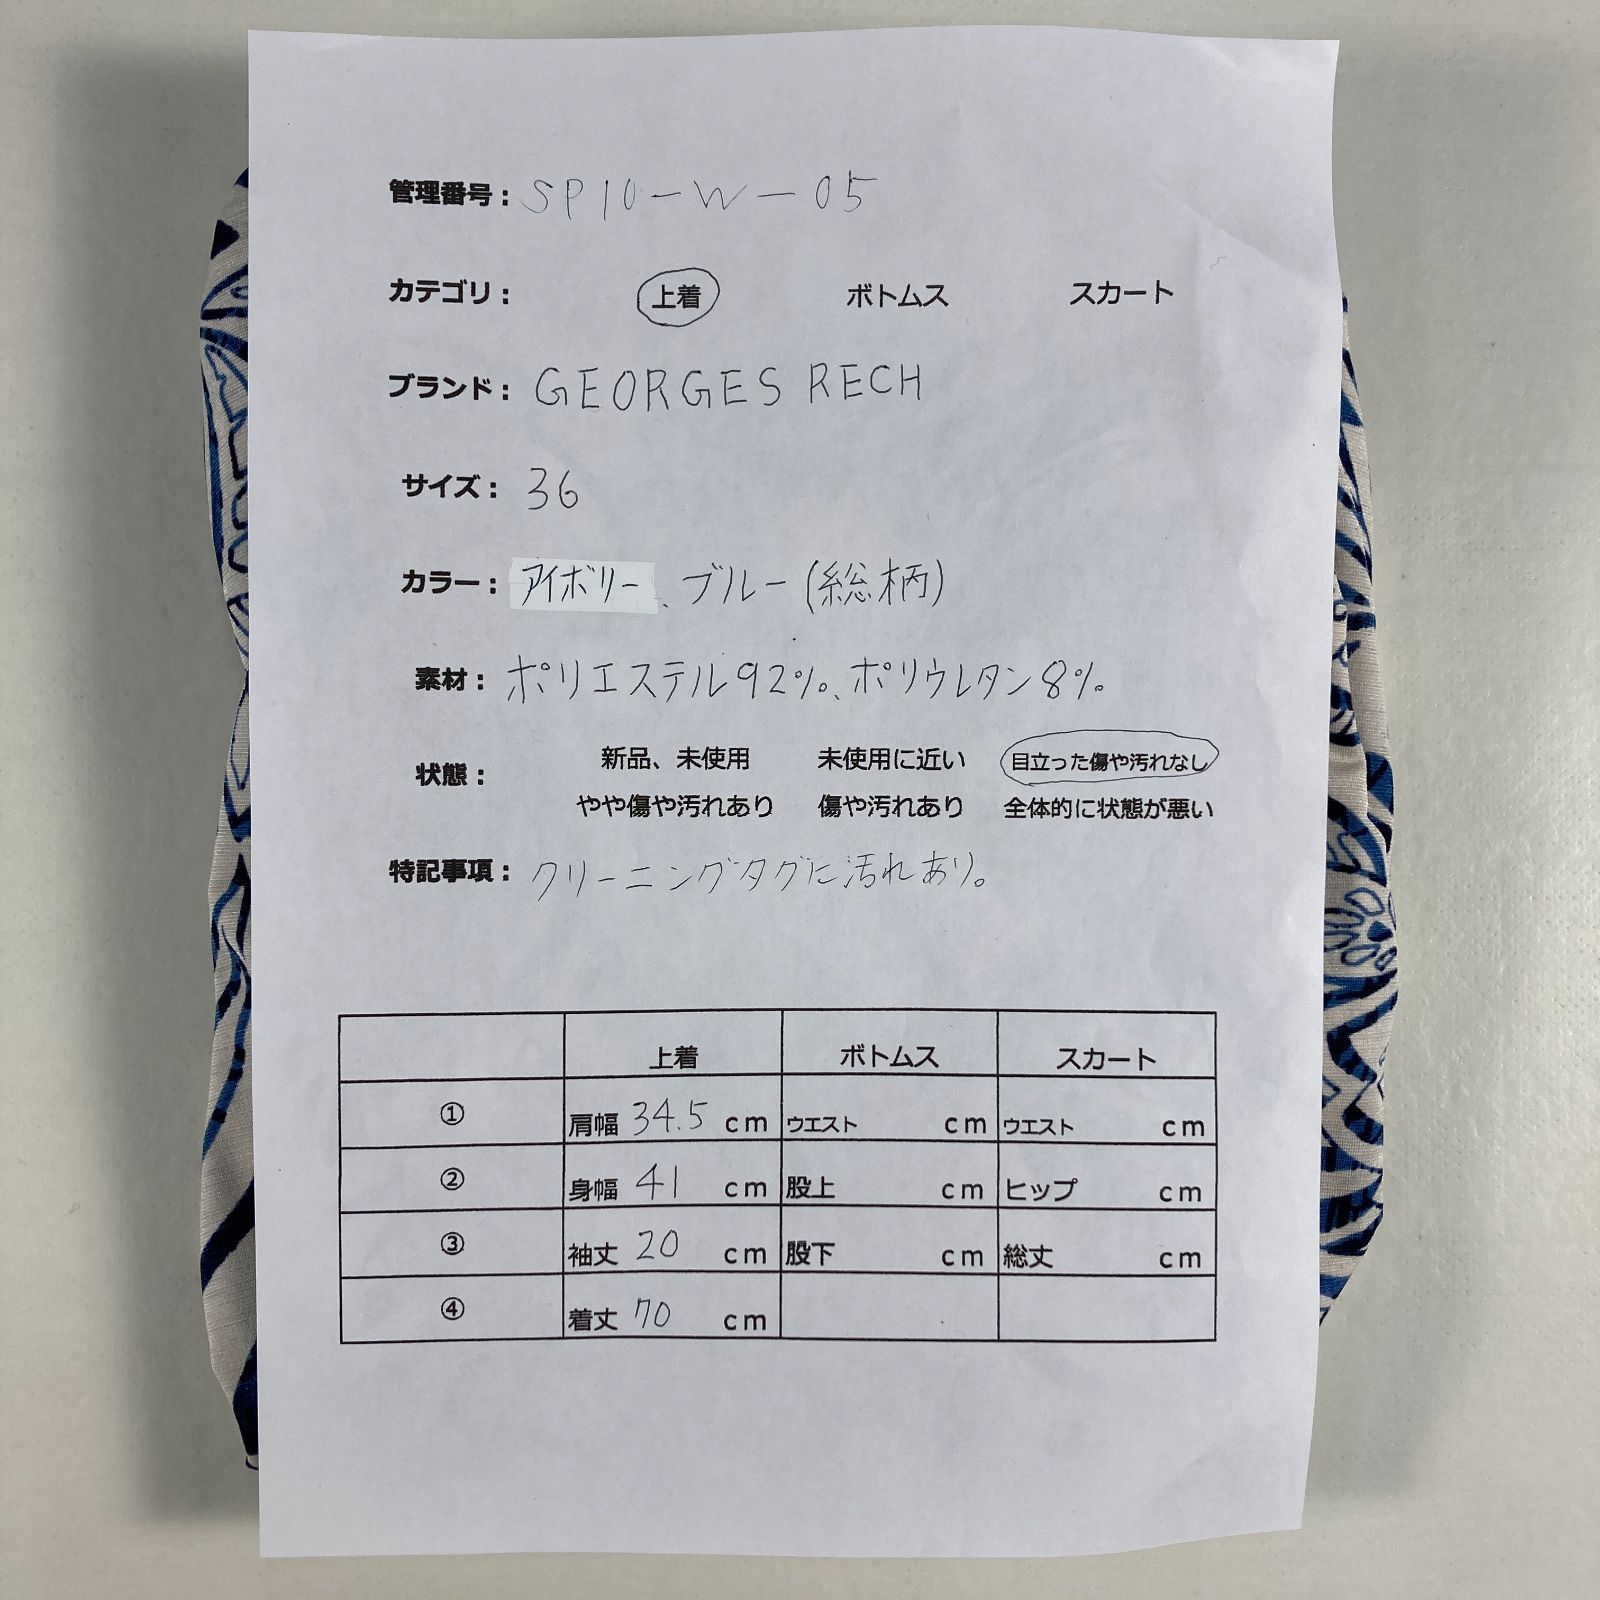 管理番号： SP10-W-05
カテゴリ： 上着 ボトムス スカート
ブランド： GEORGES RECH
サイズ： 36
カラー： アイボリー、ブルー(総柄)
素材： ポリエステル92%、ポリウレタン8%。
状態： 新品、未使用 未使用に近い 目立った傷や汚れなし
やや傷や汚れあり 傷や汚れあり 全体的に状態が悪い
特記事項： クリーニングタグに汚れあり。
上着 ボトムス スカート
① 肩幅 34.5 cm ウエスト cm ウエスト cm
② 身幅 41 cm 股上 cm ヒップ cm
③ 袖丈 20 cm 股下 cm 総丈 cm
④ 着丈 70 cm